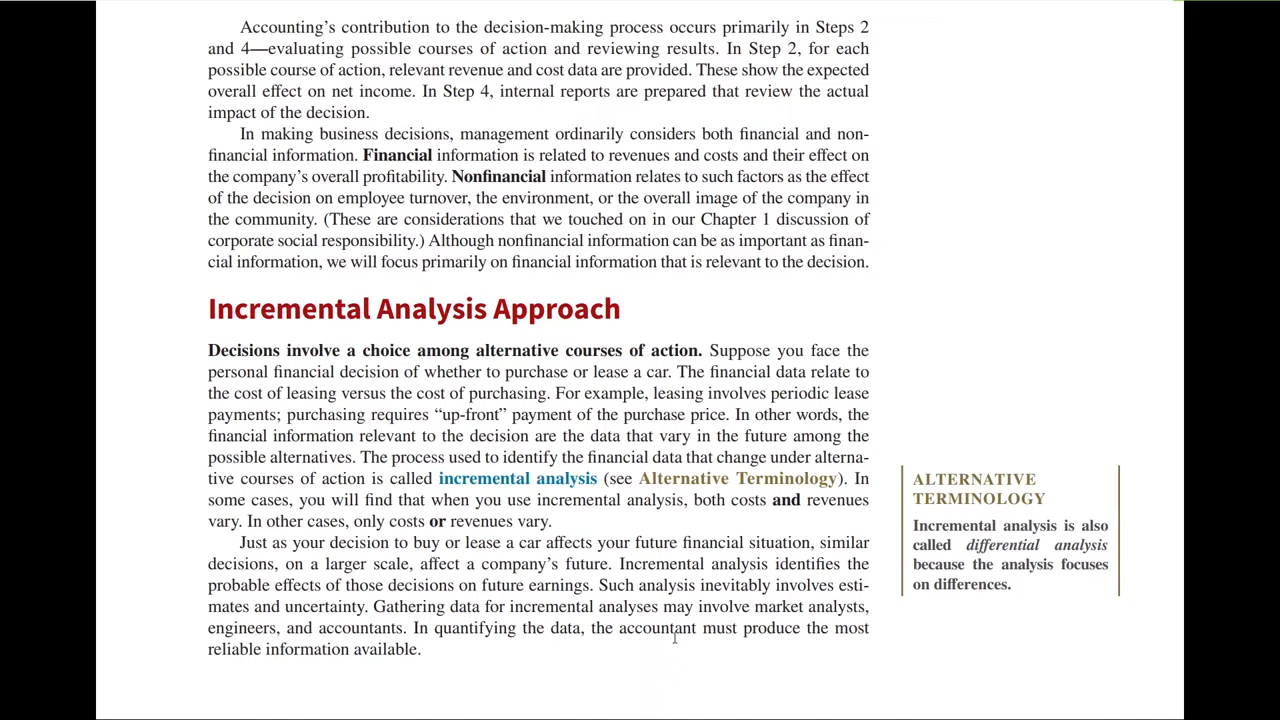 Accounting's contribution to the decision-making process occurs primarily in Steps 2
and 4—evaluating possible courses of action and reviewing results. In Step 2, for each
possible course of action, relevant revenue and cost data are provided. These show the expected
overall effect on net income. In Step 4, internal reports are prepared that review the actual
impact of the decision.
In making business decisions, management ordinarily considers both financial and non-
financial information. Financial information is related to revenues and costs and their effect on
the company's overall profitability. Nonfinancial information relates to such factors as the effect
of the decision on employee turnover, the environment, or the overall image of the company in
the community. (These are considerations that we touched on in our Chapter 1 discussion of
corporate social responsibility.) Although nonfinancial information can be as important as finan-
cial information, we will focus primarily on financial information that is relevant to the decision.
Incremental Analysis Approach
Decisions involve a choice among alternative courses of action. Suppose you face the
personal financial decision of whether to purchase or lease a car. The financial data relate to
the cost of leasing versus the cost of purchasing. For example, leasing involves periodic lease
payments; purchasing requires “up-front” payment of the purchase price. In other words, the
financial information relevant to the decision are the data that vary in the future among the
possible alternatives. The process used to identify the financial data that change under alterna-
tive courses of action is called incremental analysis (see Alternative Terminology). In
some cases, you will find that when you use incremental analysis, both costs and revenues
vary. In other cases, only costs or revenues vary.
Just as your decision to buy or lease a car affects your future financial situation, similar
decisions, on a larger scale, affect a company's future. Incremental analysis identifies the
probable effects of those decisions on future earnings. Such analysis inevitably involves esti-
mates and uncertainty. Gathering data for incremental analyses may involve market analysts,
engineers, and accountants. In quantifying the data, the accountant must produce the most
reliable information available.
ALTERNATIVE
TERMINOLOGY
Incremental analysis is also
called differential analysis
because the analysis focuses
on differences.